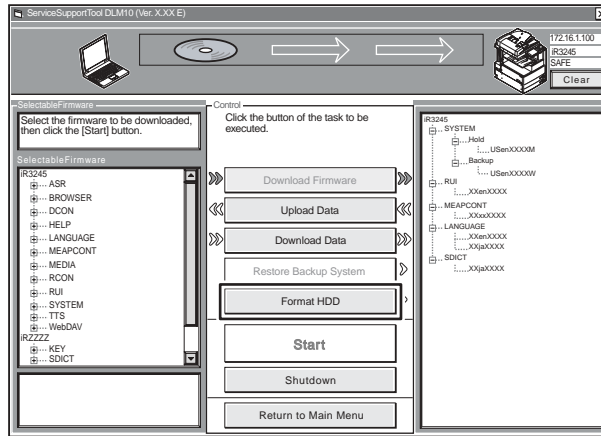 ServiceSupportTool DLM10 (Ver. X.XX E)
172.16.1.100
iR3245
SAFE
Clear
SelectableFirmware
Select the firmware to be downloaded,
then click the [Start] button.
SelectableFirmware
iR3245
ASR
BROWSER
DCON
HELP
LANGUAGE
MEAPCONT
MEDIA
RCON
RUI
SYSTEM
TTS
WebDAV
iRZZZZ
KEY
SDICT
Control
Click the button of the task to be
executed.
Download Firmware
Upload Data
Download Data
Restore Backup System
Format HDD
Start
Shutdown
Return to Main Menu
iR3245
SYSTEM
Hold
USenXXXXM
Backup
USenXXXXW
RUI
XXenXXXX
MEAPCONT
XXxxXXXX
LANGUAGE
XXenXXXX
XXjaXXXX
SDICT
XXjaXXXX